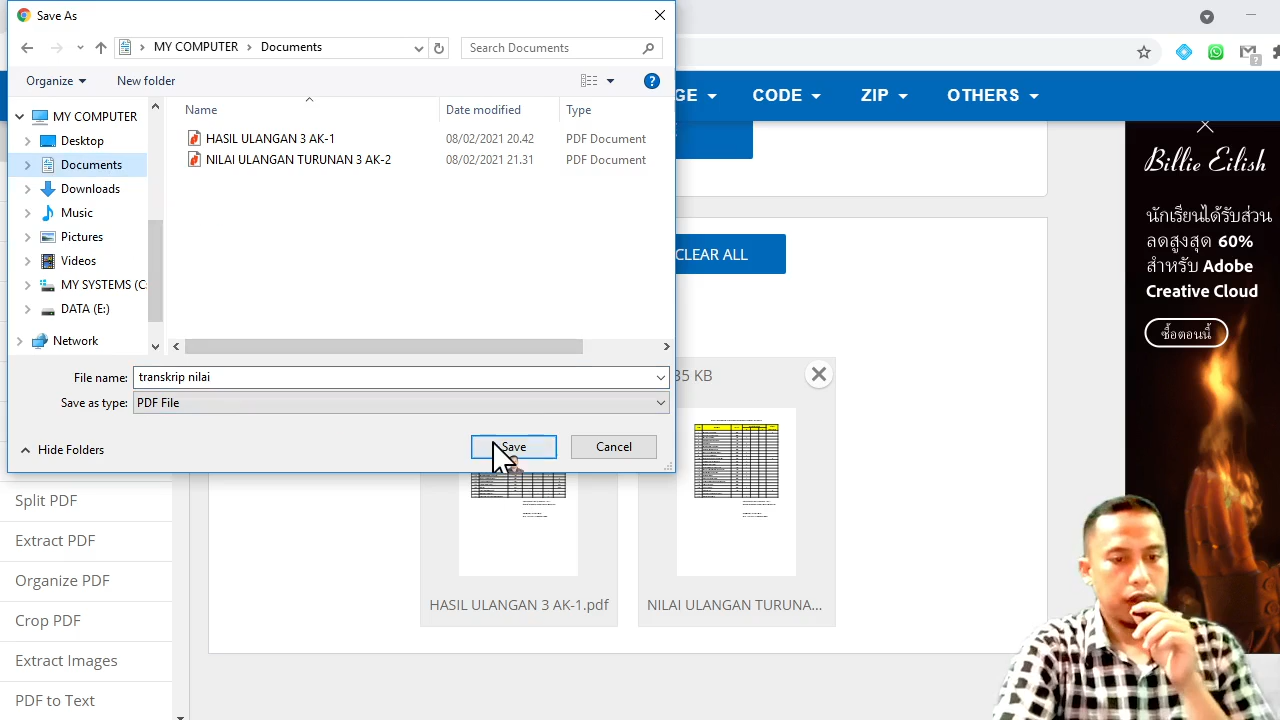 Save As
MY COMPUTER
Documents
Search Documents
Organize
New folder
MY COMPUTER
Desktop
Documents
Downloads
Music
Pictures
Videos
MY SYSTEMS (C:
DATA (E:)
Network
Name
Date modified
Type
HASIL ULANGAN 3 AK-1
08/02/2021 20.42
PDF Document
NILAI ULANGAN TURUNAN 3 AK-2
08/02/2021 21.31
PDF Document
File name:
transkrip nilai
Save as type:
PDF File
Hide Folders
Save
Cancel
GE
CODE
ZIP
OTHERS
CLEAR ALL
35 KB
HASIL ULANGAN 3 AK-1.pdf
NILAI ULANGAN TURUNA...
Split PDF
Extract PDF
Organize PDF
Crop PDF
Extract Images
PDF to Text
Billie Eilish
นักเรียนได้รับส่วน
ลดสูงสุด 60%
สำหรับ Adobe
Creative Cloud
ซื้อตอนนี้